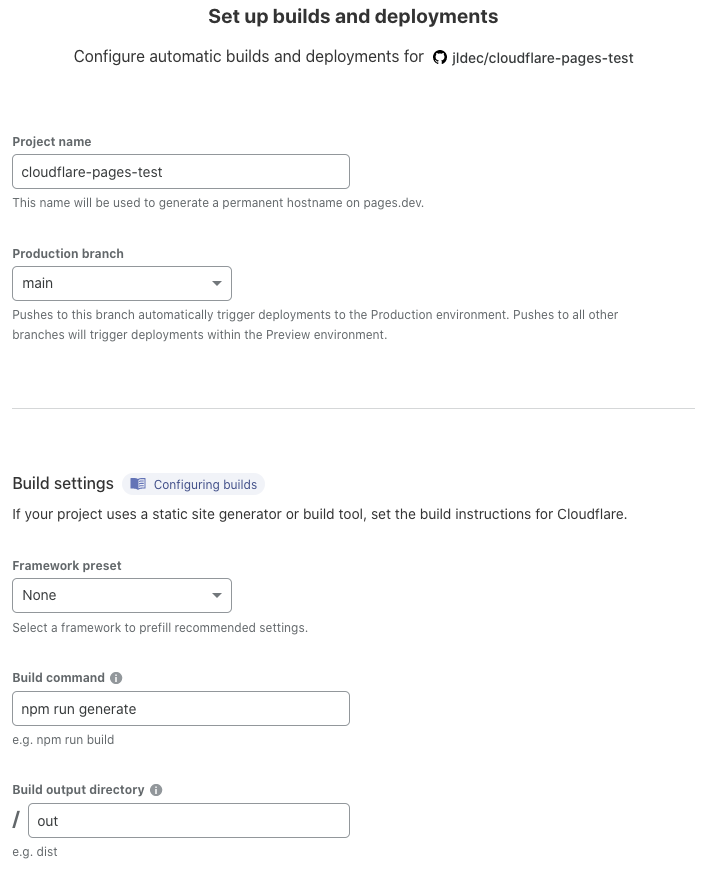 Set up builds and deployments
Configure automatic builds and deployments for jldec/cloudflare-pages-test
Project name
cloudflare-pages-test
This name will be used to generate a permanent hostname on pages.dev.
Production branch
main
Pushes to this branch automatically trigger deployments to the Production environment. Pushes to all other
branches will trigger deployments within the Preview environment.
Build settings Configuring builds
If your project uses a static site generator or build tool, set the build instructions for Cloudflare.
Framework preset
None
Select a framework to prefill recommended settings.
Build command
npm run generate
e.g. npm run build
Build output directory
/ out
e.g. dist